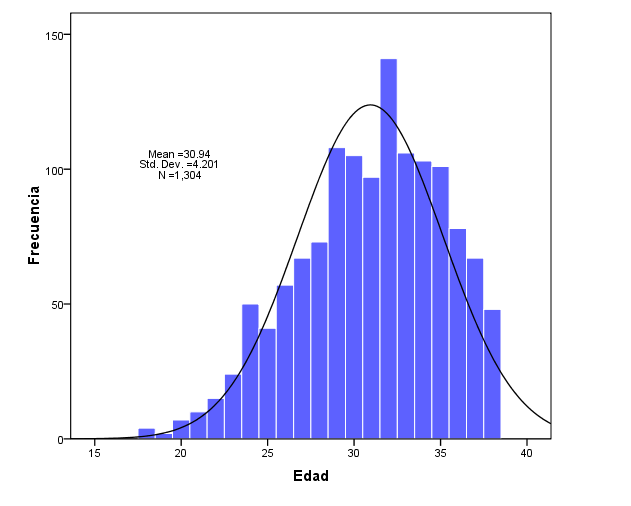 Frecuencia
150
100
50
0
Mean =30.94
Std. Dev. =4.201
N =1,304
15 20 25 30 35 40
Edad